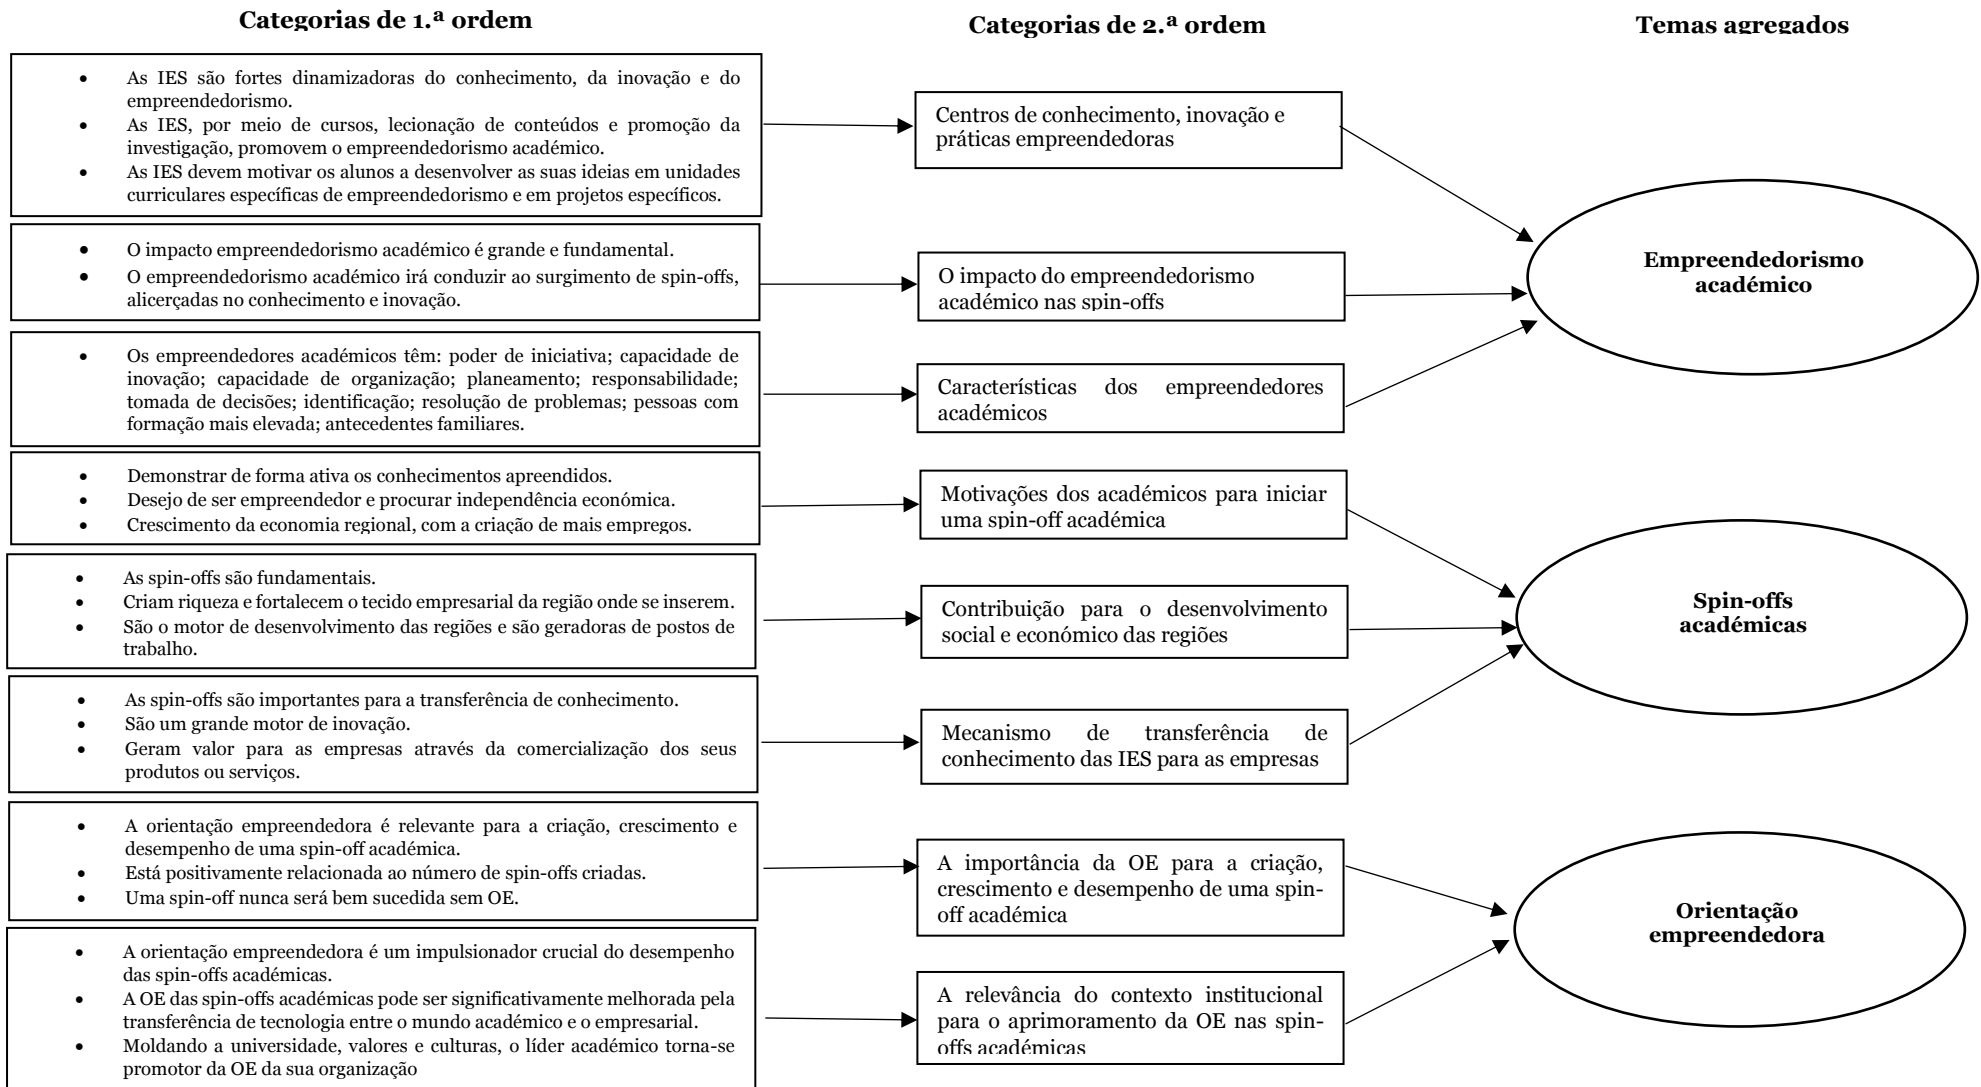 Categorias de 1.ª ordem
Categorias de 2.ª ordem
Temas agregados
• As IES são fortes dinamizadoras do conhecimento, da inovação e do
empreendedorismo.
• As IES, por meio de cursos, lecionação de conteúdos e promoção da
investigação, promovem o empreendedorismo académico.
• As IES devem motivar os alunos a desenvolver as suas ideias em unidades
curriculares específicas de empreendedorismo e em projetos específicos.
Centros de conhecimento, inovação e
práticas empreendedoras
• O impacto empreendedorismo académico é grande e fundamental.
• O empreendedorismo académico irá conduzir ao surgimento de spin-offs,
alicerçadas no conhecimento e inovação.
O impacto do empreendedorismo
académico nas spin-offs
• Os empreendedores académicos têm: poder de iniciativa; capacidade de
inovação; capacidade de organização; planeamento; responsabilidade;
tomada de decisões; identificação; resolução de problemas; pessoas com
formação mais elevada; antecedentes familiares.
Características dos empreendedores
académicos
Empreendedorismo
académico
• Demonstrar de forma ativa os conhecimentos apreendidos.
• Desejo de ser empreendedor e procurar independência económica.
• Crescimento da economia regional, com a criação de mais empregos.
Motivações dos académicos para iniciar
uma spin-off académica
• As spin-offs são fundamentais.
• Criam riqueza e fortalecem o tecido empresarial da região onde se inserem.
• São o motor de desenvolvimento das regiões e são geradoras de postos de
trabalho.
Contribuição para o desenvolvimento
social e económico das regiões
• As spin-offs são importantes para a transferência de conhecimento.
• São um grande motor de inovação.
• Geram valor para as empresas através da comercialização dos seus
produtos ou serviços.
Mecanismo de transferência de
conhecimento das IES para as empresas
Spin-offs
académicas
• A orientação empreendedora é relevante para a criação, crescimento e
desempenho de uma spin-off académica.
• Está positivamente relacionada ao número de spin-offs criadas.
• Uma spin-off nunca será bem sucedida sem OE.
A importância da OE para a criação,
crescimento e desempenho de uma spin-
off académica
• A orientação empreendedora é um impulsionador crucial do desempenho
das spin-offs académicas.
• A OE das spin-offs académicas pode ser significativamente melhorada pela
transferência de tecnologia entre o mundo académico e o empresarial.
• Moldando a universidade, valores e culturas, o líder académico torna-se
promotor da OE da sua organização
A relevância do contexto institucional
para o aprimoramento da OE nas spin-
offs académicas
Orientação
empreendedora